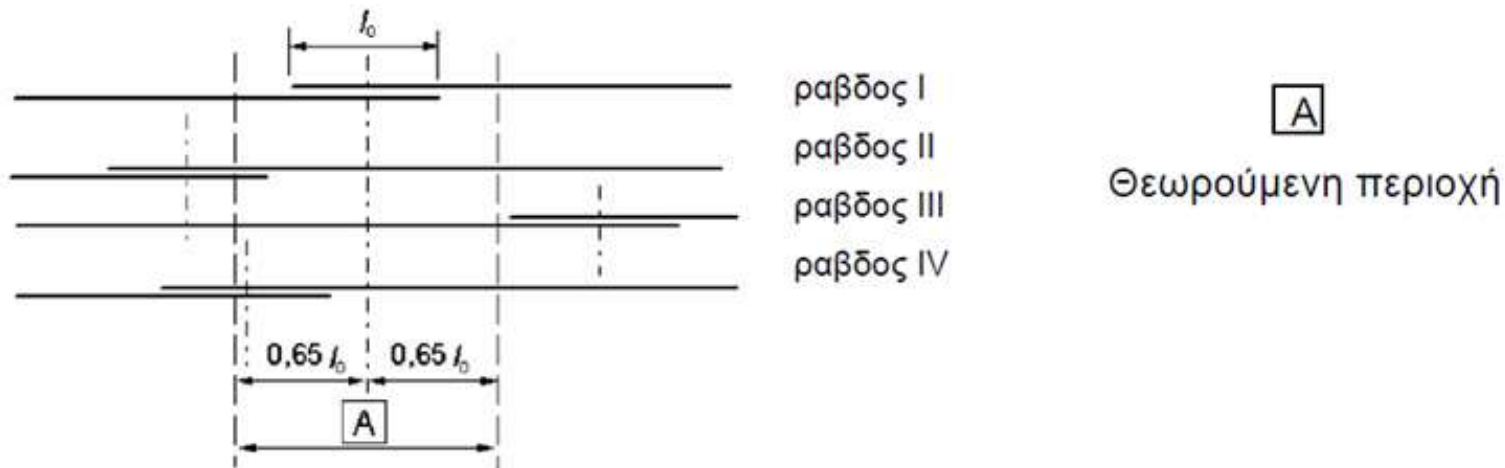 l₀
ραβδος I
ραβδος II
ραβδος III
ραβδος IV
A
Θεωρούμενη περιοχή
0,65 l₀ 0,65 l₀
A